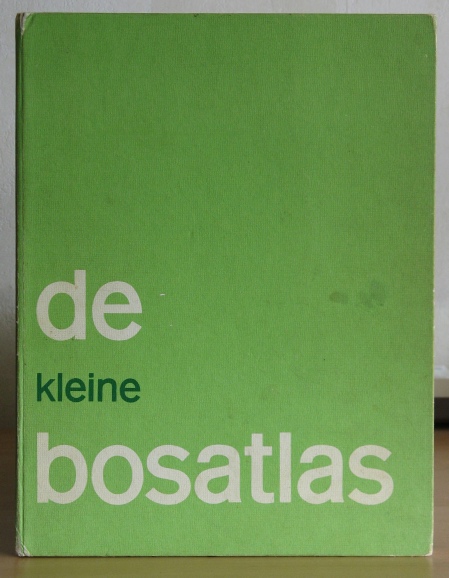 de
kleine
bosatlas